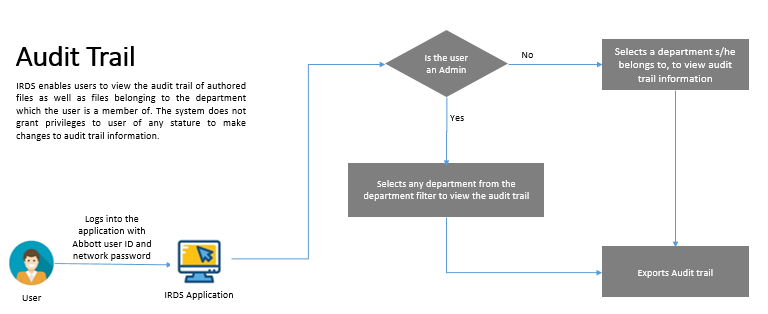 Audit Trail
IRDS enables users to view the audit trail of authored
files as well as files belonging to the department
which the user is a member of. The system does not
grant privileges to user of any stature to make
changes to audit trail information.
Is the user
an Admin
No
Selects a department s/he
belongs to, to view audit
trail information
Yes
Selects any department from the
department filter to view the audit trail
Logs into the
application with
Abbott user ID and
network password
User
IRDS Application
Exports Audit trail